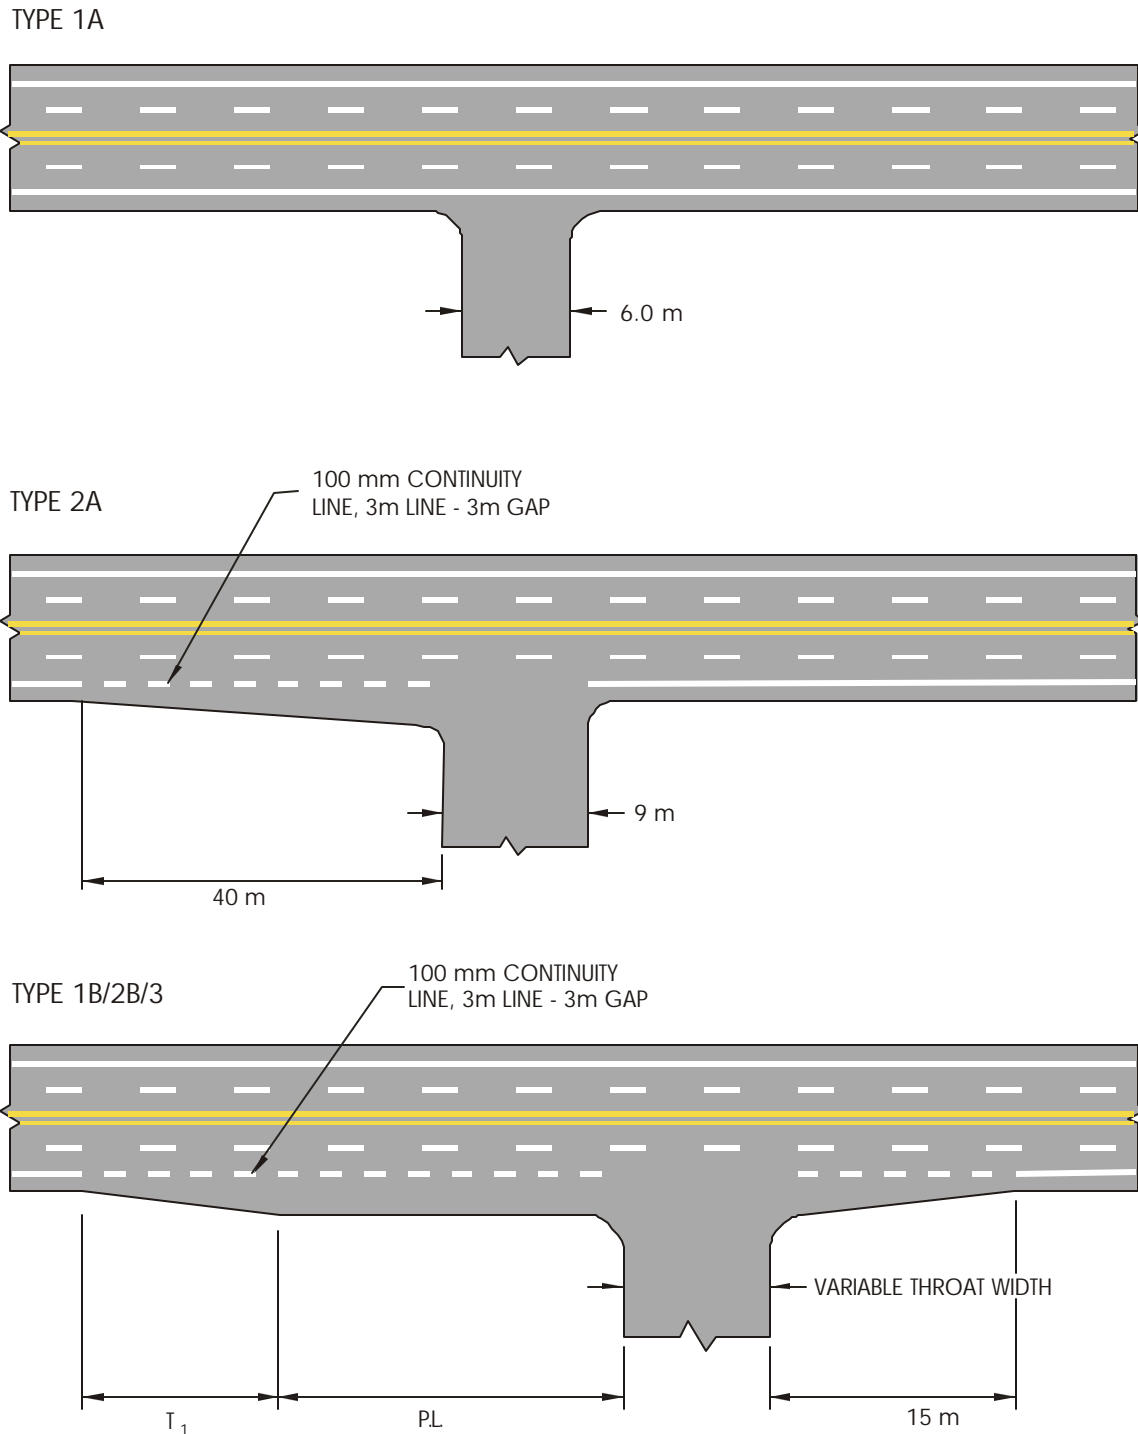 TYPE 1A
6.0 m
100 mm CONTINUITY
LINE, 3m LINE - 3m GAP
TYPE 2A
9 m
40 m
100 mm CONTINUITY
LINE, 3m LINE - 3m GAP
TYPE 1B/2B/3
VARIABLE THROAT WIDTH
T 1
P.L.
15 m